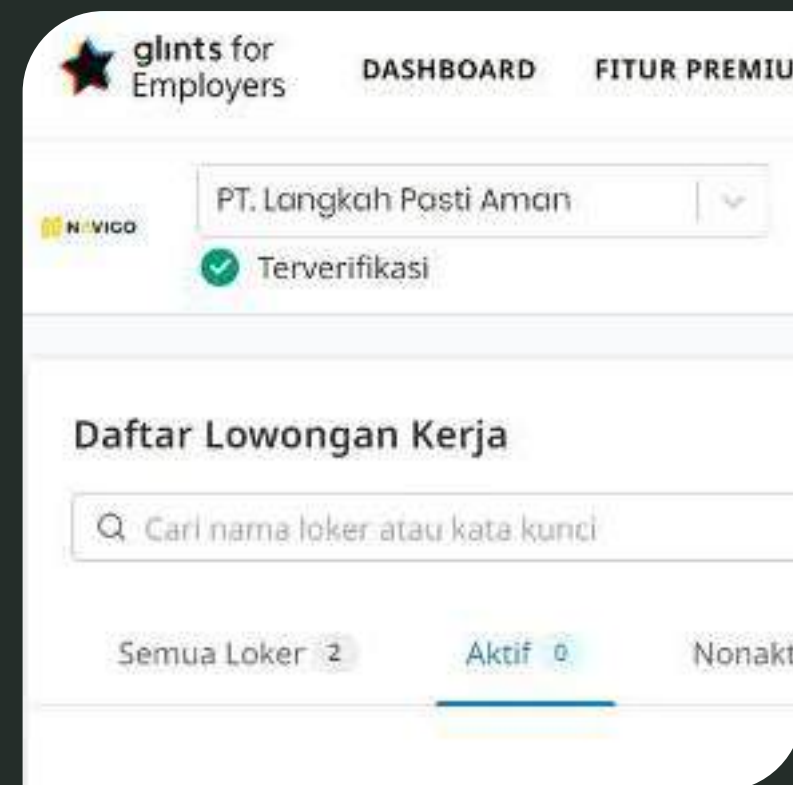 glints for
Employers
DASHBOARD
FITUR PREMIU
NAVIGO
PT. Langkah Pasti Aman
Terverifikasi
Daftar Lowongan Kerja
Cari nama loker atau kata kunci
Semua Loker 2
Aktif 0
Nonakt